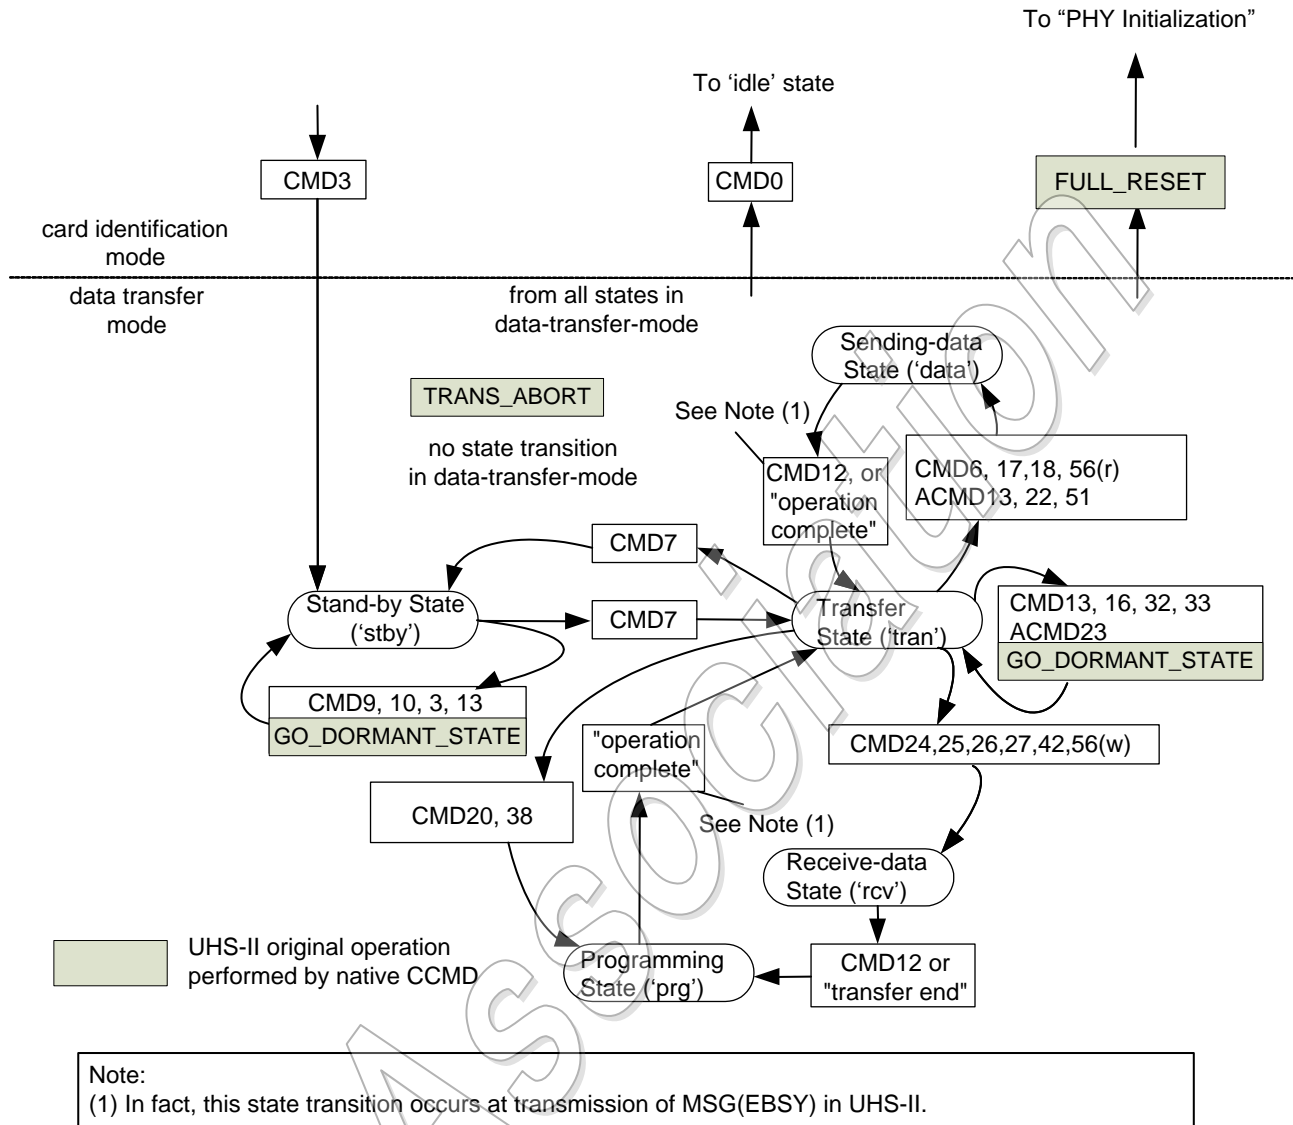 To “PHY Initialization”
To ‘idle’ state
CMD3
CMD0
FULL_RESET
card identification
mode
data transfer
mode
from all states in
data-transfer-mode
Sending-data
State (‘data’)
TRANS_ABORT
See Note (1)
no state transition
in data-transfer-mode
CMD12, or
"operation
complete"
CMD6, 17,18, 56(r)
ACMD13, 22, 51
CMD7
Stand-by State
(‘stby’)
CMD7
Transfer
State (‘tran’)
CMD13, 16, 32, 33
ACMD23
GO_DORMANT_STATE
CMD9, 10, 3, 13
GO_DORMANT_STATE
"operation
complete"
CMD24,25,26,27,42,56(w)
CMD20, 38
See Note (1)
Receive-data
State (‘rcv’)
UHS-II original operation
performed by native CCMD
Programming
State (‘prg’)
CMD12 or
"transfer end"
Note:
(1) In fact, this state transition occurs at transmission of MSG(EBSY) in UHS-II.
Association